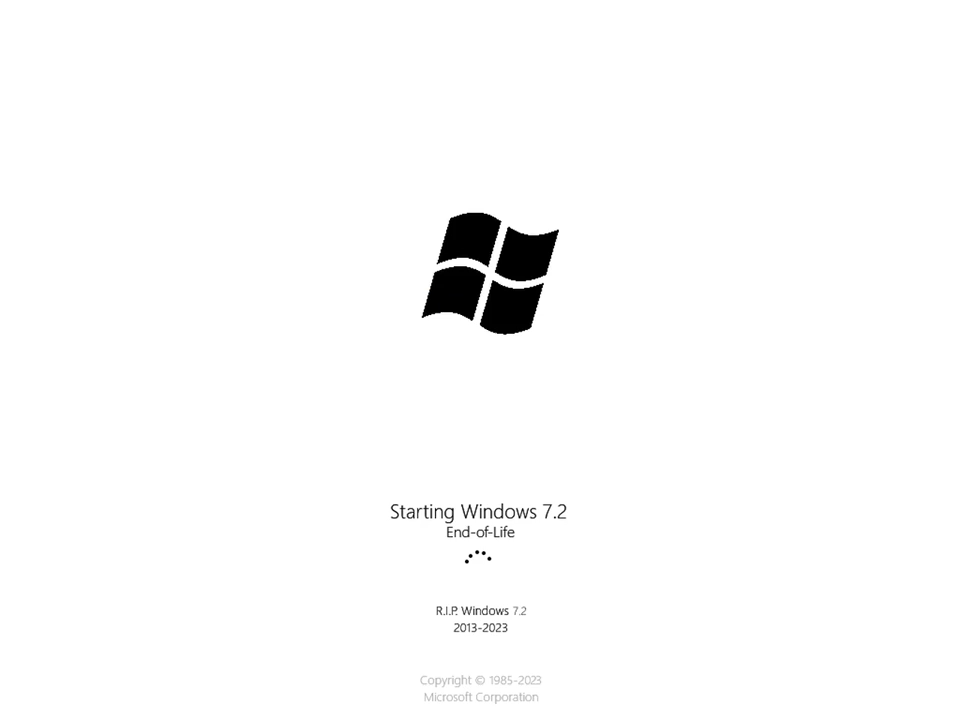 Starting Windows 7.2
End-of-Life
R.I.P. Windows 7.2
2013-2023
Copyright © 1985-2023
Microsoft Corporation